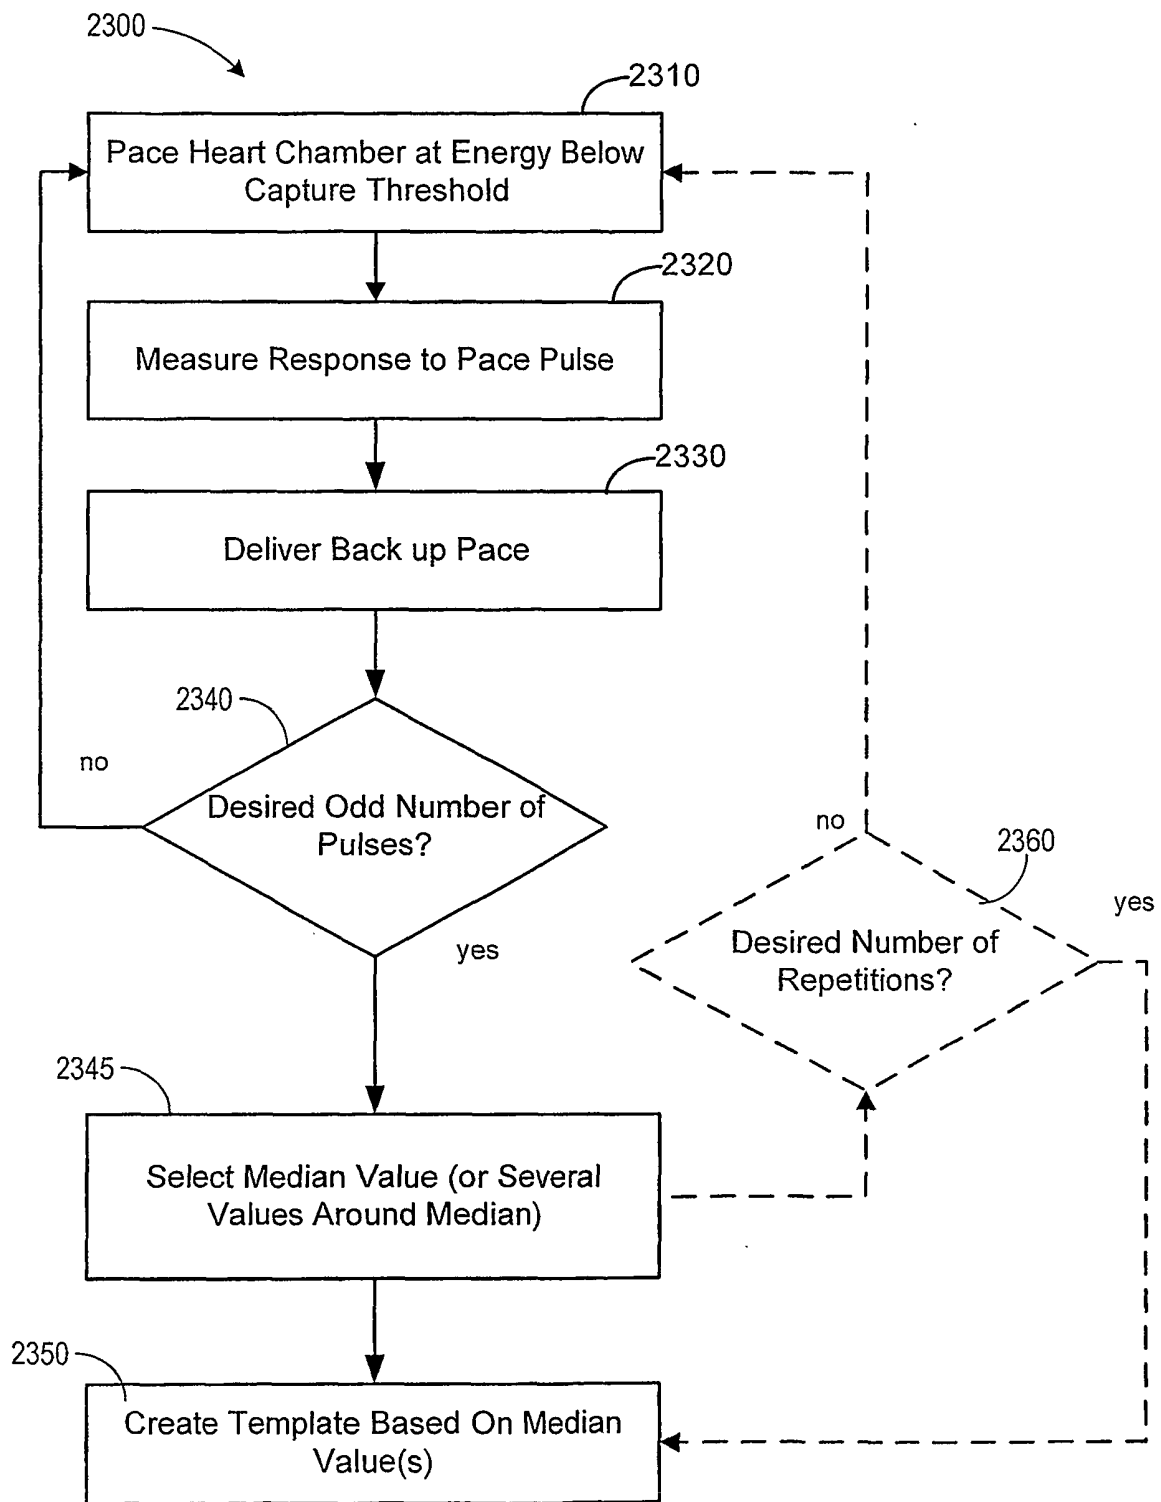 2300
2310
Pace Heart Chamber at Energy Below
Capture Threshold
2320
Measure Response to Pace Pulse
2330
Deliver Back up Pace
2340
no
Desired Odd Number of
Pulses?
yes
no
2360
yes
Desired Number of
Repetitions?
2345
Select Median Value (or Several
Values Around Median)
2350
Create Template Based On Median
Value(s)